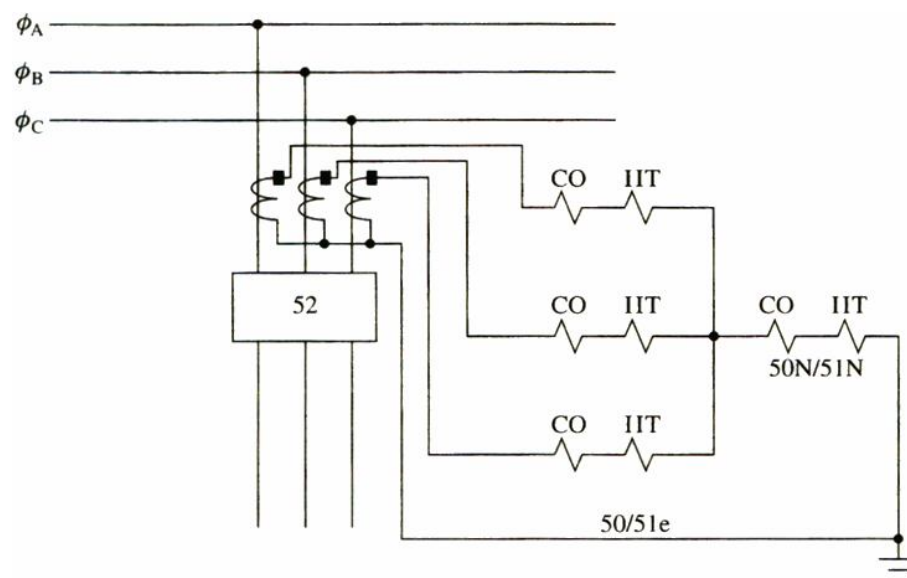 ϕA
ϕB
ϕC
CO IIT
52
CO IIT
CO IIT
50N/51N
CO IIT
50/51e